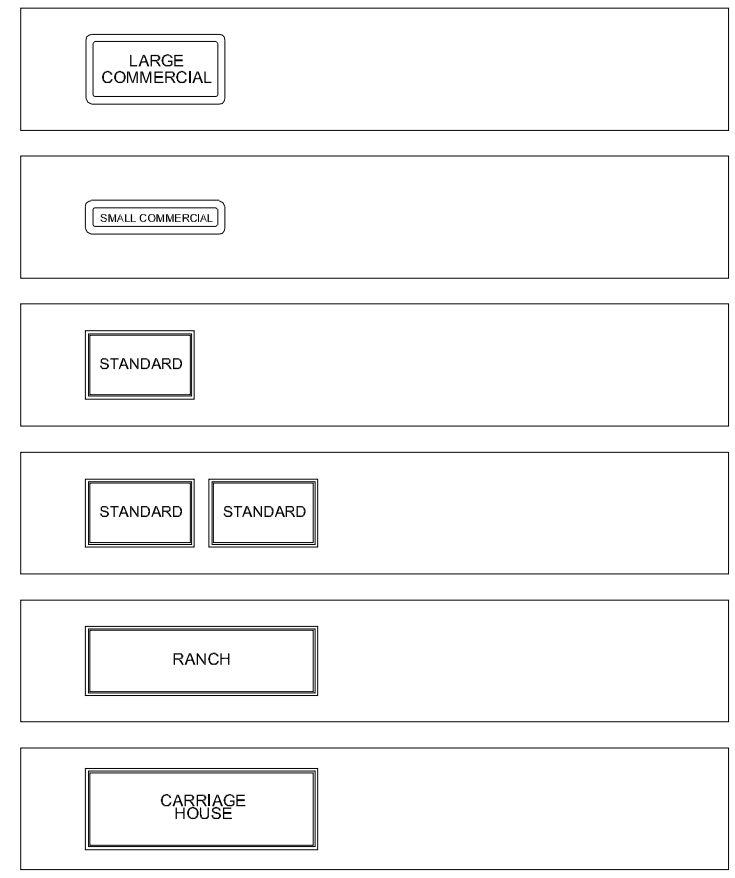 LARGE
COMMERCIAL
SMALL COMMERCIAL
STANDARD
STANDARD STANDARD
RANCH
CARRIAGE
HOUSE